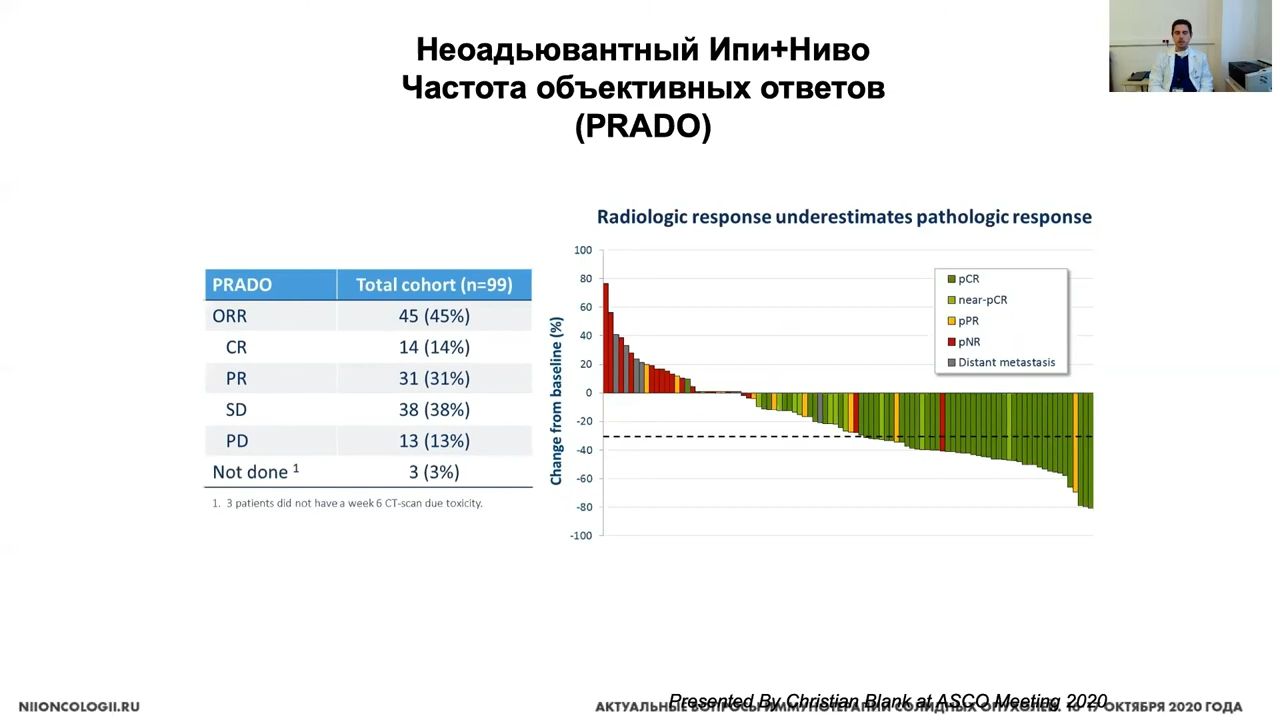 Неоадьювантный Ипи+Ниво
Частота объективных ответов
(PRADO)
PRADO Total cohort (n=99)
ORR 45 (45%)
CR 14 (14%)
PR 31 (31%)
SD 38 (38%)
PD 13 (13%)
Not done 1 3 (3%)
1. 3 patients did not have a week 6 CT-scan due toxicity.
Radiologic response underestimates pathologic response
Change from baseline (%)
100
80
60
40
20
0
-20
-40
-60
-80
-100
pCR
near-pCR
pPR
pNR
Distant metastasis
Presented By Christian Blank at ASCO Meeting 2020
NIIONCOLOGII.RU
АКТУАЛЬНЫЕ ВОПРОСЫ ИММУНОТЕРАПИИ СОЛИДНЫХ ОПУХОЛЕЙ. 16-17 ОКТЯБРЯ 2020 ГОДА